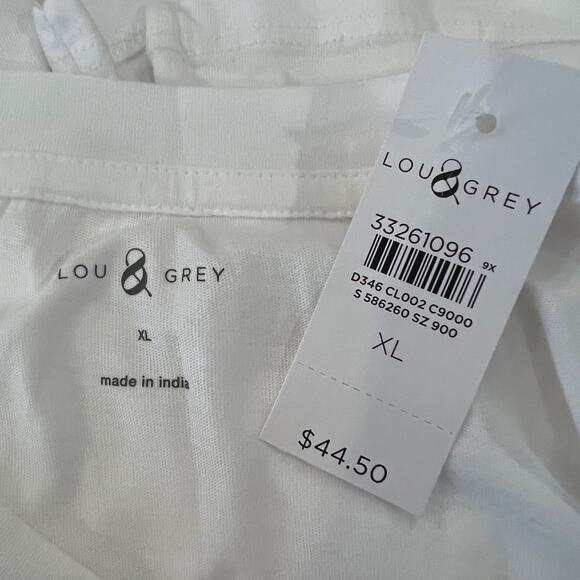 LOU & GREY
XL
made in india
LOU & GREY
33261096 9X
D346 CL002 C9000
S 586260 SZ 900
XL
$44.50